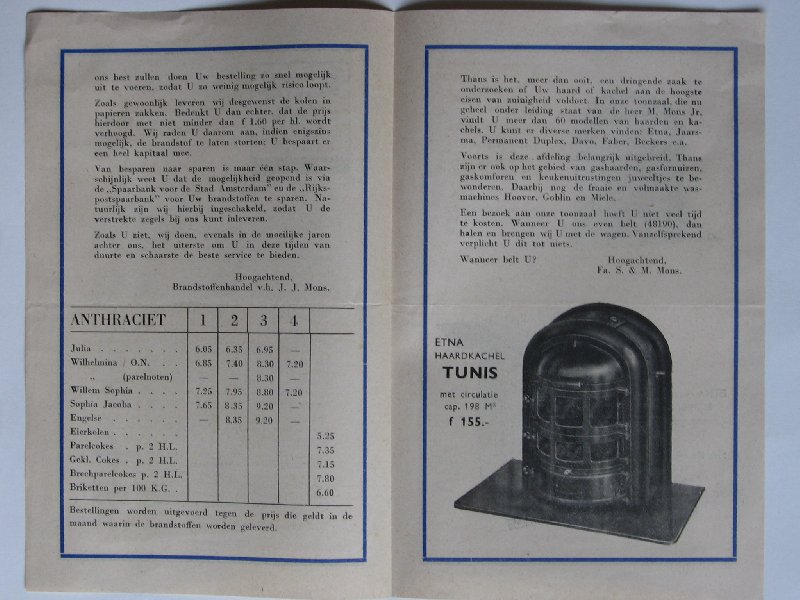 ons best zullen doen Uw bestelling zo snel mogelijk
uit te voeren, zodat U zo weinig mogelijk risico loopt.
Zoals gewoonlijk leveren wij desgewenst de kolen in
papieren zakken. Bedenkt U dan echter, dat de prijs
hierdoor met niet minder dan f 1.60 per hl. wordt
verhoogd. Wij raden U daarom aan, indien enigszins
mogelijk, de brandstof te laten storten; U bespaart er
een heel kapitaal mee.
Van besparen naar sparen is maar één stap. Waar-
schijnlijk weet U dat de mogelijkheid geopend is via
de „Spaarbank voor de Stad Amsterdam" en de „Rijks-
postspaarbank" voor Uw brandstoffen te sparen. Na-
tuurlijk zijn wij hierbij ingeschakeld, zodat U de
verstrekte zegels bij ons kunt inleveren.
Zoals U ziet, wij doen, evenals in de moeilijke jaren
achter ons, het uiterste om U in deze tijden van
duurte en schaarste de beste service te bieden.
Hoogachtend,
Brandstoffenhandel v.h. J. J. Mons.
ANTHRACIET 1 2 3 4
Julia . . . . . . . 6.05 6.35 6.95 —
Wilhelmina / O.N. . . 6.85 7.40 8.30 7.20
„ (parelnoten) — — 8.30 —
Willem Sophia . . . . 7.25 7.95 8.80 7.20
Sophia Jacoba . . . . 7.65 8.35 9.20 —
Engelse . . . . . . — 8.35 9.20 —
Eierkolen . . . . . . 5.25
Parelcokes . p. 2 H.L. 7.35
Gekl. Cokes . p. 2 H.L. 7.15
Brechparelcokes p. 2 H.L. 7.80
Briketten per 100 K.G. . 6.60
Bestellingen worden uitgevoerd tegen de prijs die geldt in de
maand waarin de brandstoffen worden geleverd.
Thans is het, meer dan ooit, een dringende zaak te
onderzoeken of Uw haard of kachel aan de hoogste
eisen van zuinigheid voldoet. In onze toonzaal, die nu
geheel onder leiding staat van de heer M. Mons Jr,
vindt U meer dan 60 modellen van haarden en ka-
chels. U kunt er diverse merken vinden: Etna, Jaars-
ma, Permanent Duplex, Davo, Faber, Beckers e.a.
Voorts is deze afdeling belangrijk uitgebreid. Thans
zijn er ook op het gebied van gashaarden, gasfornuizen,
gaskomforen en keukenuitrustingen juweeltjes te be-
wonderen. Daarbij nog de fraaie en volmaakte was-
machines Hoover, Goblin en Miele.
Een bezoek aan onze toonzaal hoeft U niet veel tijd
te kosten. Wanneer U ons even belt (48190), dan
halen en brengen wij U met de wagen. Vanzelfsprekend
verplicht U dit tot niets.
Wanneer belt U? Hoogachtend,
Fa. S. & M. Mons.
ETNA
HAARDKACHEL
TUNIS
met circulatie
cap. 198 M³
f 155.-